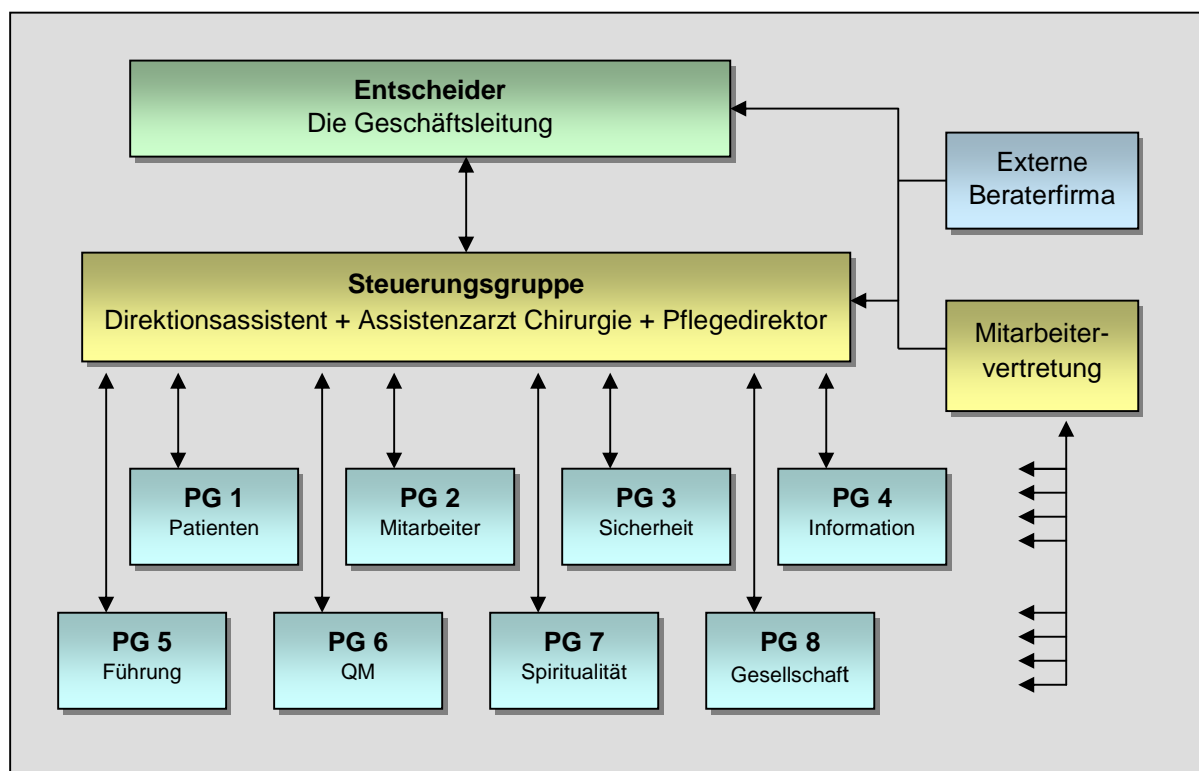 Entscheider
Die Geschäftsleitung
Externe
Beraterfirma
Steuerungsgruppe
Direktionsassistent + Assistenzarzt Chirurgie + Pflegedirektor
Mitarbeiter-
vertretung
PG 1
Patienten
PG 2
Mitarbeiter
PG 3
Sicherheit
PG 4
Information
PG 5
Führung
PG 6
QM
PG 7
Spiritualität
PG 8
Gesellschaft